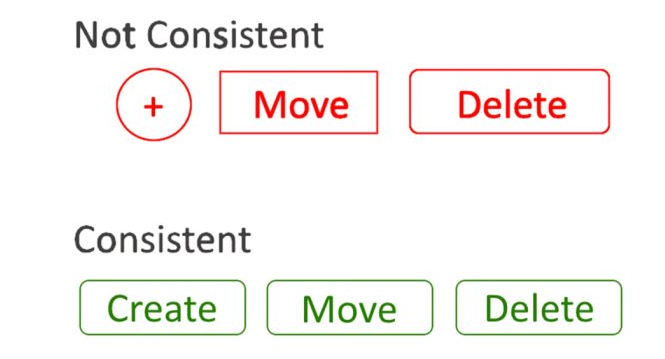 Not Consistent
+ Move Delete
Consistent
Create Move Delete